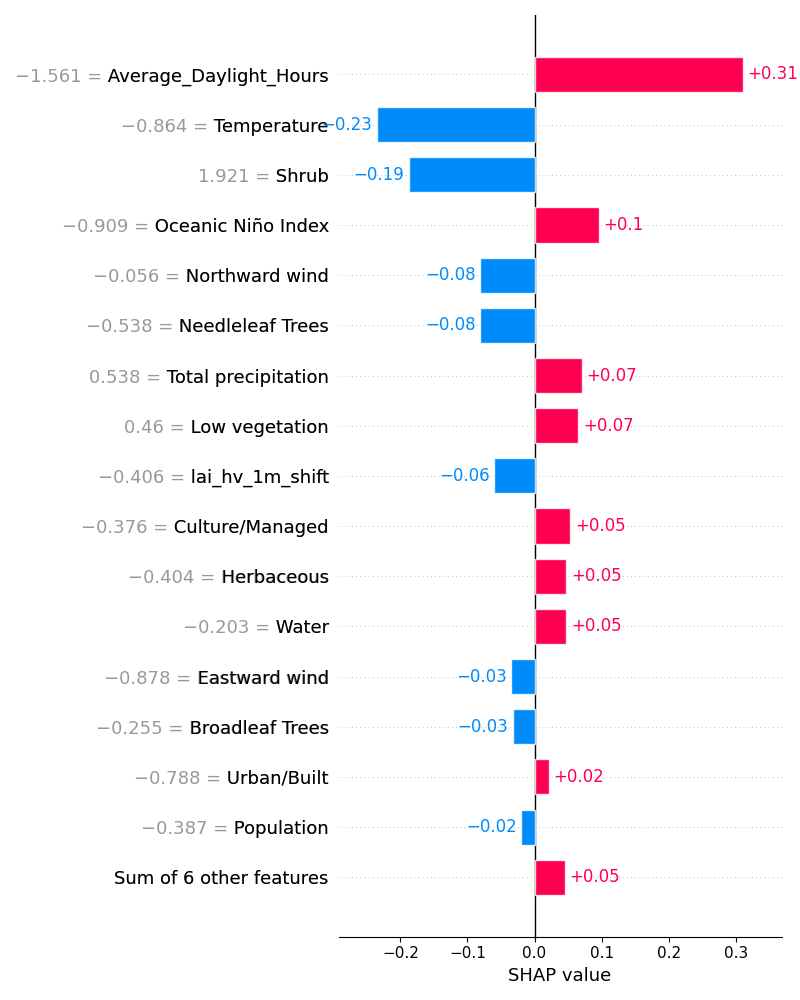 −1.561 = Average_Daylight_Hours +0.31
−0.864 = Temperature −0.23
1.921 = Shrub −0.19
−0.909 = Oceanic Niño Index +0.1
−0.056 = Northward wind −0.08
−0.538 = Needleleaf Trees −0.08
0.538 = Total precipitation +0.07
0.46 = Low vegetation +0.07
−0.406 = lai_hv_1m_shift −0.06
−0.376 = Culture/Managed +0.05
−0.404 = Herbaceous +0.05
−0.203 = Water +0.05
−0.878 = Eastward wind −0.03
−0.255 = Broadleaf Trees −0.03
−0.788 = Urban/Built +0.02
−0.387 = Population −0.02
Sum of 6 other features +0.05
−0.2 −0.1 0.0 0.1 0.2 0.3
SHAP value